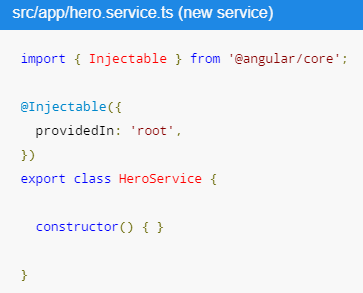 src/app/hero.service.ts (new service)
import { Injectable } from '@angular/core';
@Injectable({
providedIn: 'root',
})
export class HeroService {
constructor() { }
}